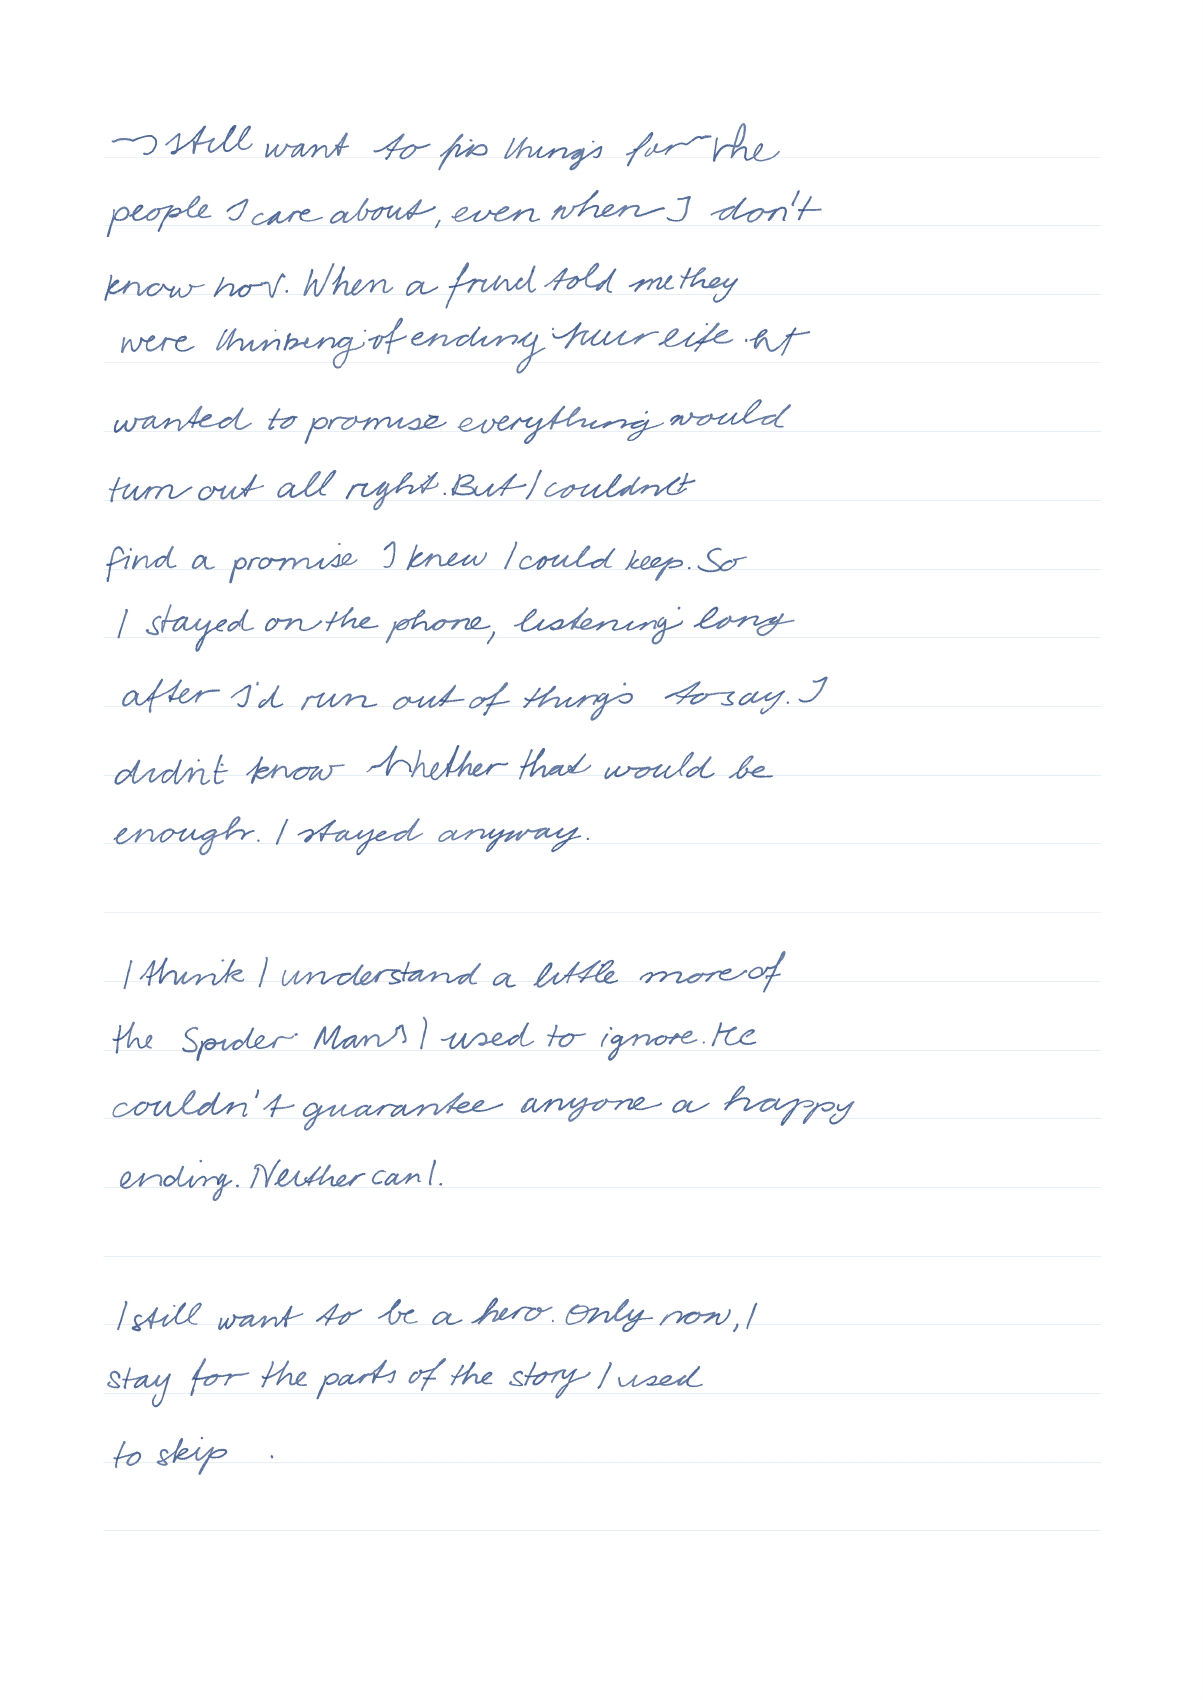 I still want to fix things for the
people I care about, even when I don't
know how. When a friend told me they
were thinking of ending their life, I
wanted to promise everything would
turn out all right. But I couldn't
find a promise I knew I could keep. So
I stayed on the phone, listening long
after I'd run out of things to say. I
didn't know whether that would be
enough. I stayed anyway.

I think I understand a little more of
the Spider Man I used to ignore. He
couldn't guarantee anyone a happy
ending. Neither can I.

I still want to be a hero. Only now, I
stay for the parts of the story I used
to skip .